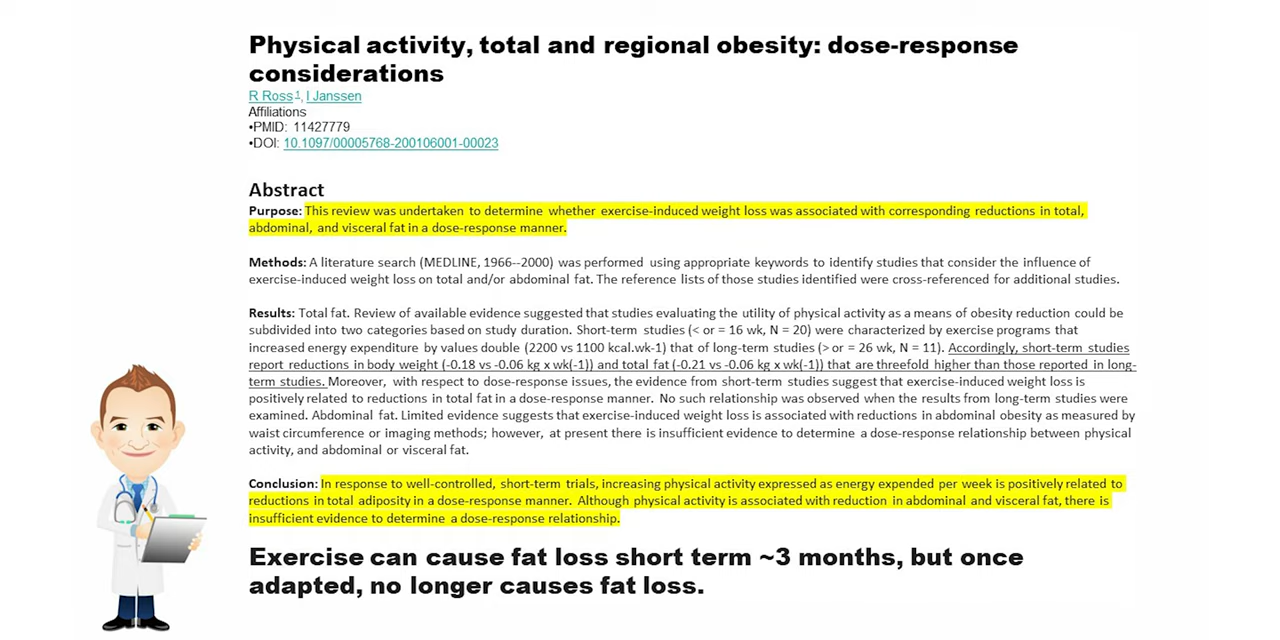 Physical activity, total and regional obesity: dose-response
considerations
R Ross 1, I Janssen
Affiliations
•PMID: 11427779
•DOI: 10.1097/00005768-200106001-00023
Abstract
Purpose: This review was undertaken to determine whether exercise-induced weight loss was associated with corresponding reductions in total,
abdominal, and visceral fat in a dose-response manner.
Methods: A literature search (MEDLINE, 1966--2000) was performed using appropriate keywords to identify studies that consider the influence of
exercise-induced weight loss on total and/or abdominal fat. The reference lists of those studies identified were cross-referenced for additional studies.
Results: Total fat. Review of available evidence suggested that studies evaluating the utility of physical activity as a means of obesity reduction could be
subdivided into two categories based on study duration. Short-term studies (< or = 16 wk, N = 20) were characterized by exercise programs that
increased energy expenditure by values double (2200 vs 1100 kcal.wk-1) that of long-term studies (> or = 26 wk, N = 11). Accordingly, short-term studies
report reductions in body weight (-0.18 vs -0.06 kg x wk(-1)) and total fat (-0.21 vs -0.06 kg x wk(-1)) that are threefold higher than those reported in long-
term studies. Moreover, with respect to dose-response issues, the evidence from short-term studies suggest that exercise-induced weight loss is
positively related to reductions in total fat in a dose-response manner. No such relationship was observed when the results from long-term studies were
examined. Abdominal fat. Limited evidence suggests that exercise-induced weight loss is associated with reductions in abdominal obesity as measured by
waist circumference or imaging methods; however, at present there is insufficient evidence to determine a dose-response relationship between physical
activity, and abdominal or visceral fat.
Conclusion: In response to well-controlled, short-term trials, increasing physical activity expressed as energy expended per week is positively related to
reductions in total adiposity in a dose-response manner. Although physical activity is associated with reduction in abdominal and visceral fat, there is
insufficient evidence to determine a dose-response relationship.
Exercise can cause fat loss short term ~3 months, but once
adapted, no longer causes fat loss.